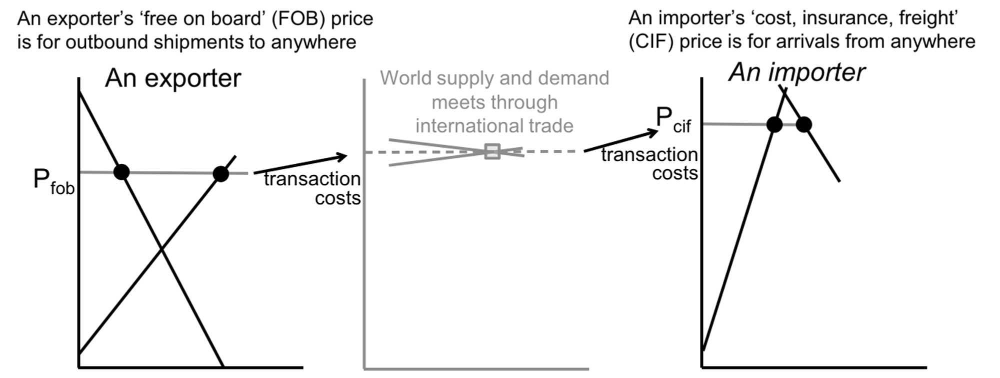 An exporter’s ‘free on board’ (FOB) price
is for outbound shipments to anywhere
An importer’s ‘cost, insurance, freight’
(CIF) price is for arrivals from anywhere
An exporter
World supply and demand
meets through
international trade
An importer
Pfob
transaction
costs
Pcif
transaction
costs